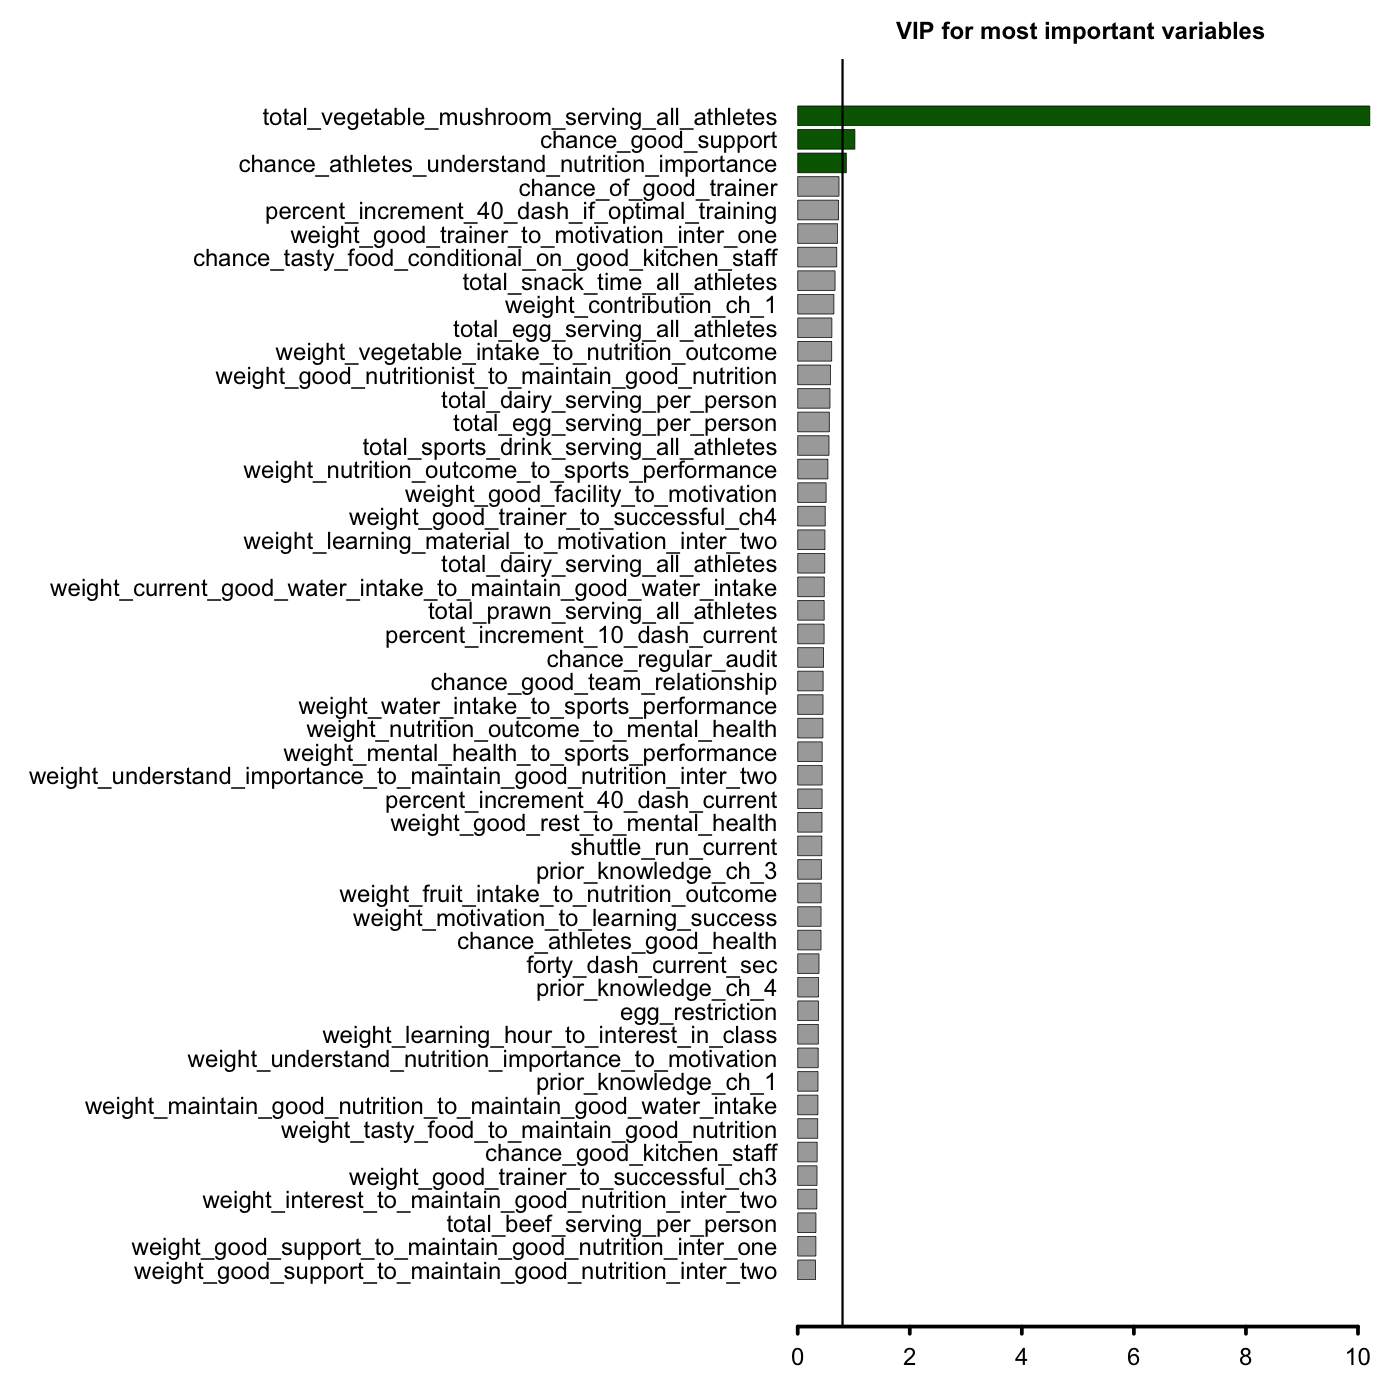 VIP for most important variables
total_vegetable_mushroom_serving_all_athletes
chance_good_support
chance_athletes_understand_nutrition_importance
chance_of_good_trainer
percent_increment_40_dash_if_optimal_training
weight_good_trainer_to_motivation_inter_one
chance_tasty_food_conditional_on_good_kitchen_staff
total_snack_time_all_athletes
weight_contribution_ch_1
total_egg_serving_all_athletes
weight_vegetable_intake_to_nutrition_outcome
weight_good_nutritionist_to_maintain_good_nutrition
total_dairy_serving_per_person
total_egg_serving_per_person
total_sports_drink_serving_all_athletes
weight_nutrition_outcome_to_sports_performance
weight_good_facility_to_motivation
weight_good_trainer_to_successful_ch4
weight_learning_material_to_motivation_inter_two
total_dairy_serving_all_athletes
weight_current_good_water_intake_to_maintain_good_water_intake
total_prawn_serving_all_athletes
percent_increment_10_dash_current
chance_regular_audit
chance_good_team_relationship
weight_water_intake_to_sports_performance
weight_nutrition_outcome_to_mental_health
weight_mental_health_to_sports_performance
weight_understand_importance_to_maintain_good_nutrition_inter_two
percent_increment_40_dash_current
weight_good_rest_to_mental_health
shuttle_run_current
prior_knowledge_ch_3
weight_fruit_intake_to_nutrition_outcome
weight_motivation_to_learning_success
chance_athletes_good_health
forty_dash_current_sec
prior_knowledge_ch_4
egg_restriction
weight_learning_hour_to_interest_in_class
weight_understand_nutrition_importance_to_motivation
prior_knowledge_ch_1
weight_maintain_good_nutrition_to_maintain_good_water_intake
weight_tasty_food_to_maintain_good_nutrition
chance_good_kitchen_staff
weight_good_trainer_to_successful_ch3
weight_interest_to_maintain_good_nutrition_inter_two
total_beef_serving_per_person
weight_good_support_to_maintain_good_nutrition_inter_one
weight_good_support_to_maintain_good_nutrition_inter_two
0 2 4 6 8 10